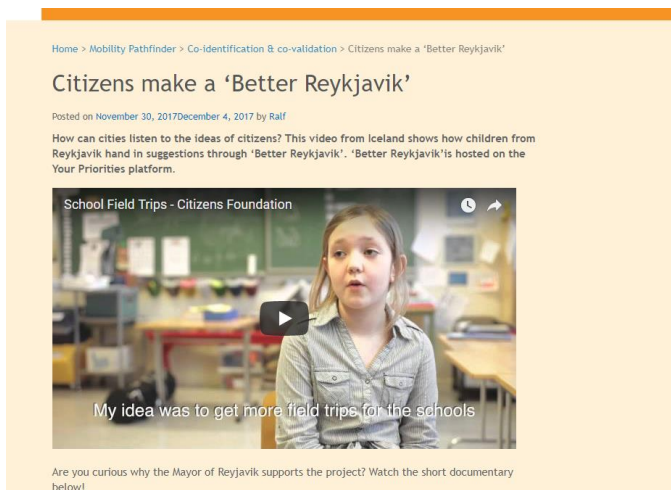 Home > Mobility Pathfinder > Co-identification & co-validation > Citizens make a ‘Better Reykjavik’
Citizens make a ‘Better Reykjavik’
Posted on November 30, 2017December 4, 2017 by Ralf
How can cities listen to the ideas of citizens? This video from Iceland shows how children from
Reykjavik hand in suggestions through ‘Better Reykjavik’. ‘Better Reykjavik’is hosted on the
Your Priorities platform.
School Field Trips - Citizens Foundation
My idea was to get more field trips for the schools
Are you curious why the Mayor of Reyjavik supports the project? Watch the short documentary
below!